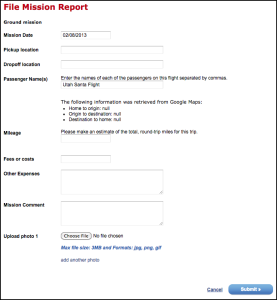 File Mission Report
Ground mission
Mission Date 02/08/2013
Pickup location
Dropoff location
Passenger Name(s) Enter the names of each of the passengers on this flight separated by commas.
Utah Santa Flight
The following information was retrieved from Google Maps:
• Home to origin: null
• Origin to destination: null
• Destination to home: null
Mileage Please make an estimate of the total, round-trip miles for this trip.
Fees or costs
Other Expenses
Mission Comment
Upload photo 1 Choose File No file chosen
Max file size: 3MB and Formats: jpg, png, gif
add another photo
Cancel Submit